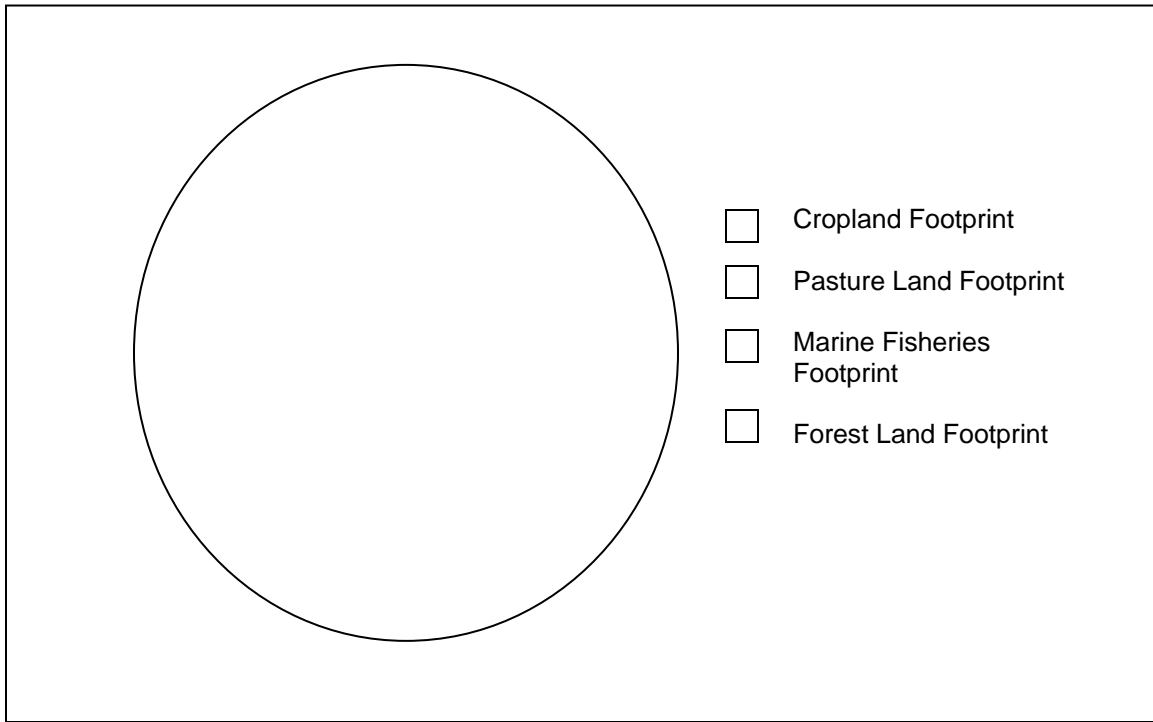 Cropland Footprint
Pasture Land Footprint
Marine Fisheries
Footprint
Forest Land Footprint